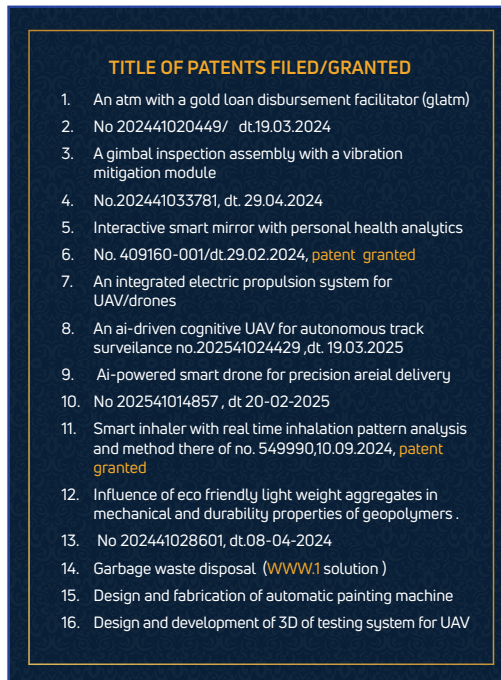 TITLE OF PATENTS FILED/GRANTED
1. An atm with a gold loan disbursement facilitator (glatm)
2. No 202441020449/ dt.19.03.2024
3. A gimbal inspection assembly with a vibration
mitigation module
4. No.202441033781, dt. 29.04.2024
5. Interactive smart mirror with personal health analytics
6. No. 409160-001/dt.29.02.2024, patent granted
7. An integrated electric propulsion system for
UAV/drones
8. An ai-driven cognitive UAV for autonomous track
surveilance no.202541024429 ,dt. 19.03.2025
9. Ai-powered smart drone for precision areial delivery
10. No 202541014857 , dt 20-02-2025
11. Smart inhaler with real time inhalation pattern analysis
and method there of no. 549990,10.09.2024, patent
granted
12. Influence of eco friendly light weight aggregates in
mechanical and durability properties of geopolymers .
13. No 202441028601, dt.08-04-2024
14. Garbage waste disposal (WWW.1 solution )
15. Design and fabrication of automatic painting machine
16. Design and development of 3D of testing system for UAV